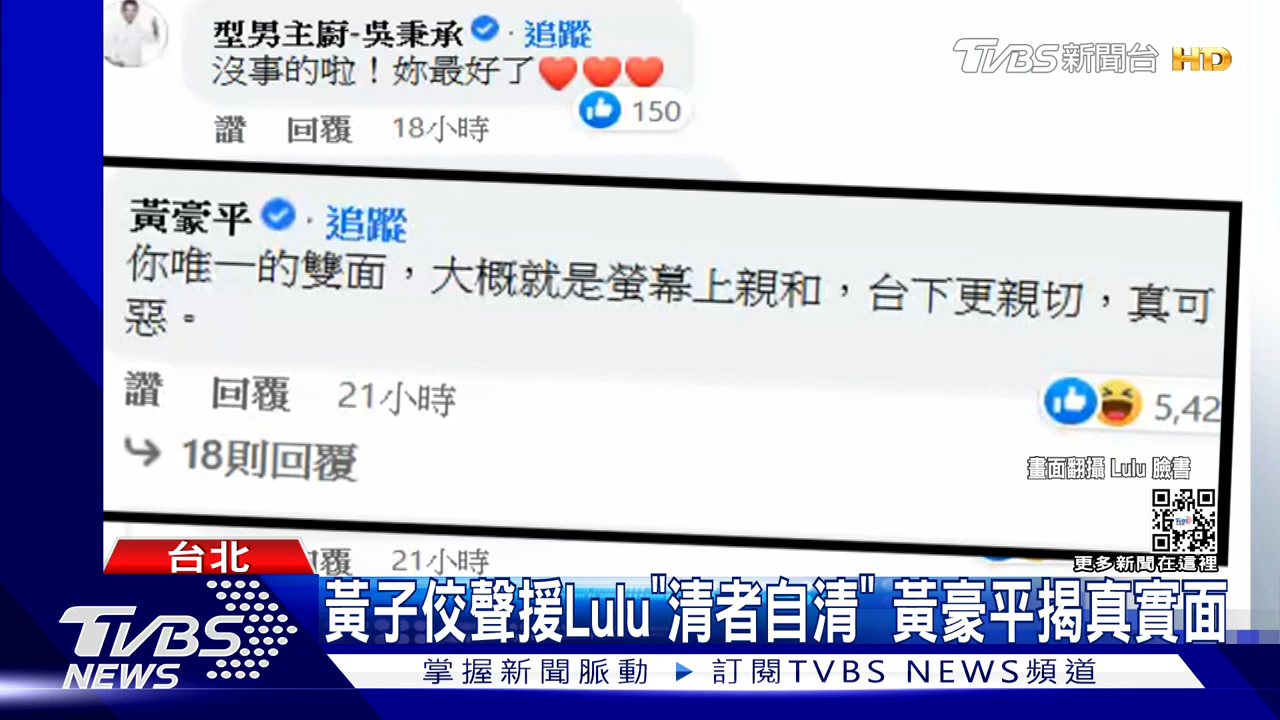 型男主廚-吳秉承 · 追蹤
沒事的啦！妳最好了❤️❤️❤️
150
讚 回覆 18小時
TVBS新聞台 HD
黃豪平 · 追蹤
你唯一的雙面，大概就是螢幕上親和，台下更親切，真可
惡。
讚 回覆 21小時
5,42
18則回覆
畫面翻攝 Lulu 臉書
更多新聞在這裡
覆 21小時
台北
黃子佼聲援Lulu"清者自清" 黃豪平揭真實面
TVBS
NEWS
掌握新聞脈動 ▶ 訂閱TVBS NEWS頻道